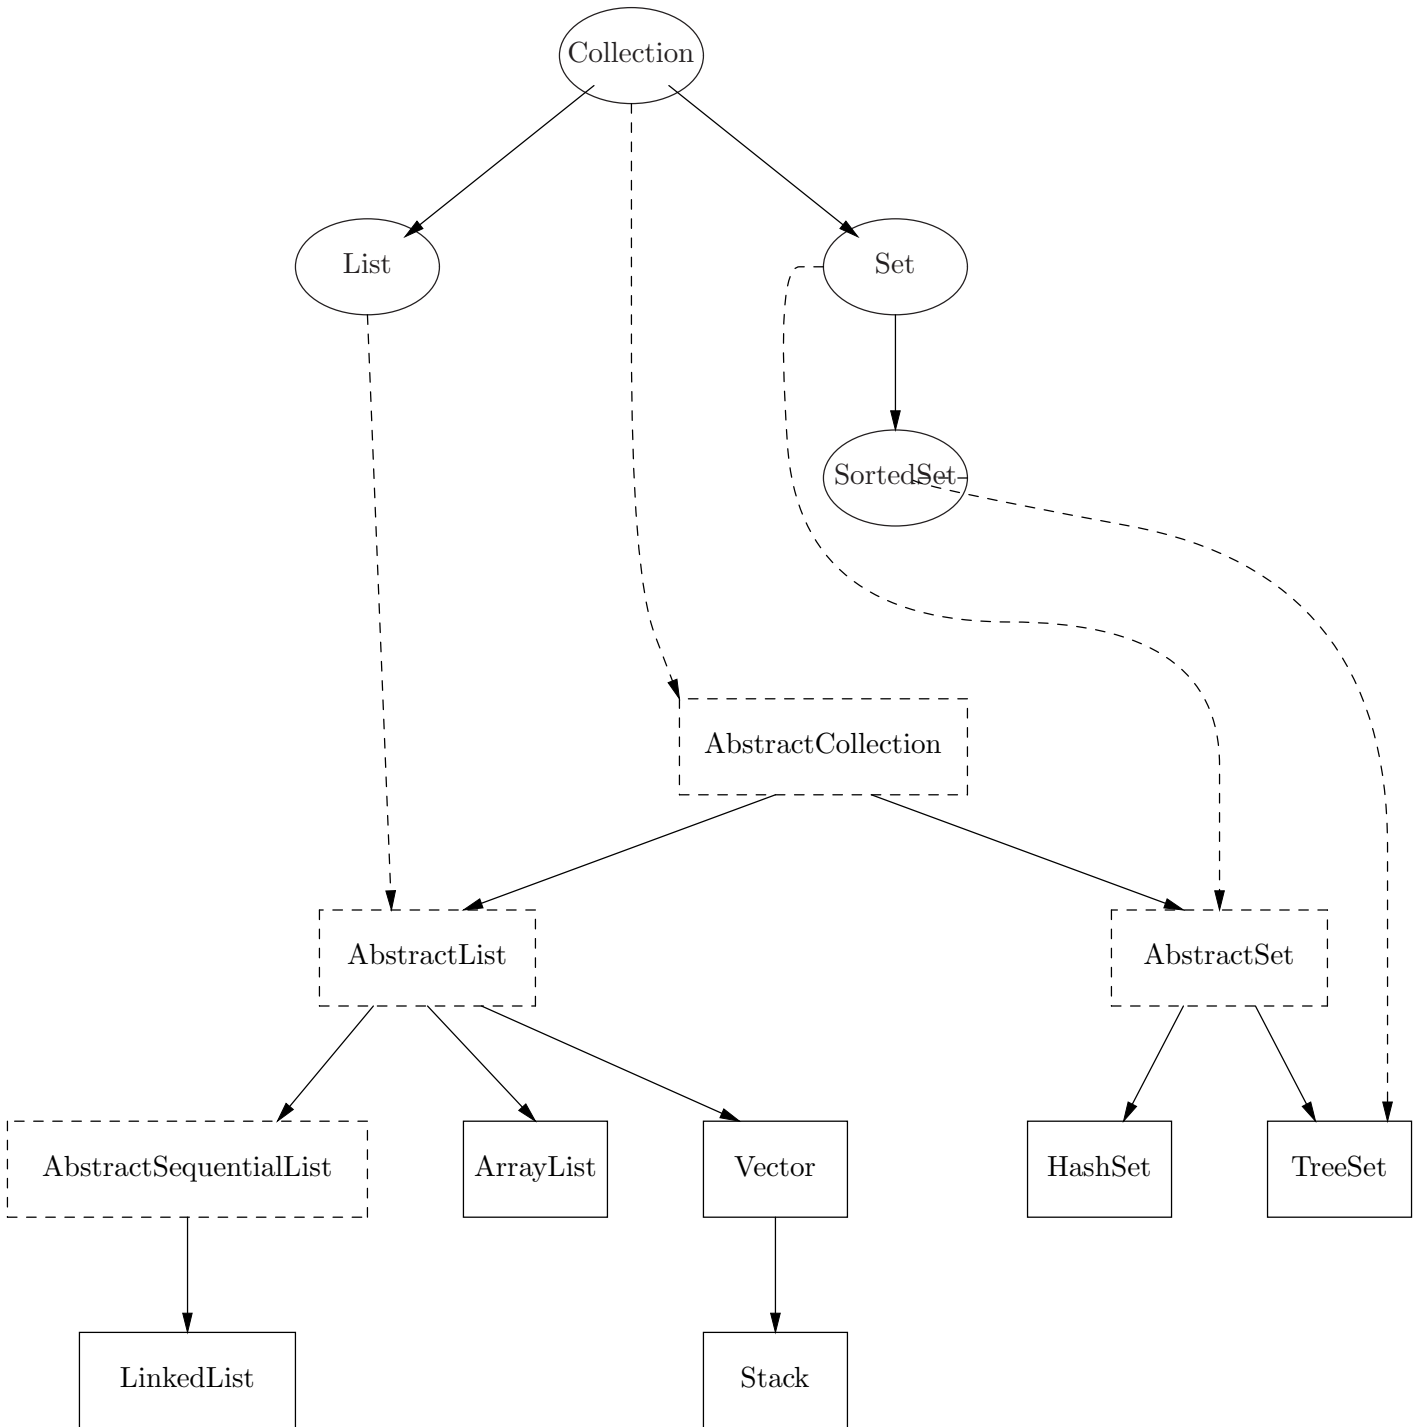 Collection
List
Set
SortedSet
AbstractCollection
AbstractList
AbstractSet
AbstractSequentialList
ArrayList
Vector
HashSet
TreeSet
LinkedList
Stack